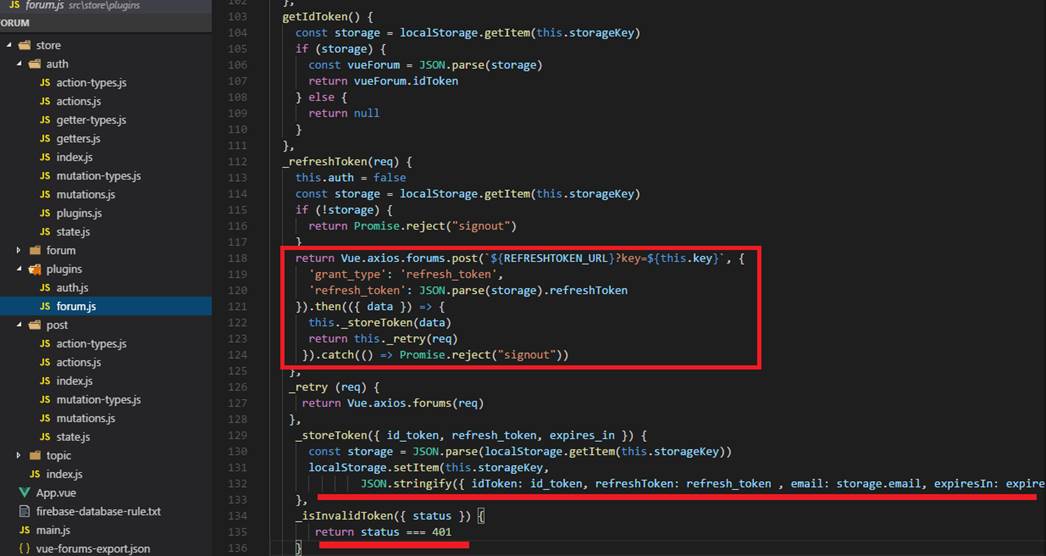 JS forum.js src\store\plugins
FORUM
store
auth
JS action-types.js
JS actions.js
JS getter-types.js
JS getters.js
JS index.js
JS mutation-types.js
JS mutations.js
JS plugins.js
JS state.js
forum
plugins
JS auth.js
JS forum.js
post
JS action-types.js
JS actions.js
JS index.js
JS mutation-types.js
JS mutations.js
JS state.js
topic
JS index.js
App.vue
firebase-database-rule.txt
JS main.js
{} vue-forums-export.json
102 },
103 getIdToken() {
104 const storage = localStorage.getItem(this.storageKey)
105 if (storage) {
106 const vueForum = JSON.parse(storage)
107 return vueForum.idToken
108 } else {
109 return null
110 }
111 },
112 _refreshToken(req) {
113 this.auth = false
114 const storage = localStorage.getItem(this.storageKey)
115 if (!storage) {
116 return Promise.reject("signout")
117 }
118 return Vue.axios.forums.post(`${REFRESHTOKEN_URL}?key=${this.key}`, {
119 'grant_type': 'refresh_token',
120 'refresh_token': JSON.parse(storage).refreshToken
121 }).then(({ data }) => {
122 this._storeToken(data)
123 return this._retry(req)
124 }).catch(() => Promise.reject("signout"))
125 },
126 _retry (req) {
127 return Vue.axios.forums(req)
128 },
129 _storeToken({ id_token, refresh_token, expires_in }) {
130 const storage = JSON.parse(localStorage.getItem(this.storageKey))
131 localStorage.setItem(this.storageKey,
132 JSON.stringify({ idToken: id_token, refreshToken: refresh_token , email: storage.email, expiresIn: expire
133 },
134 _isInvalidToken({ status }) {
135 return status === 401
136 }